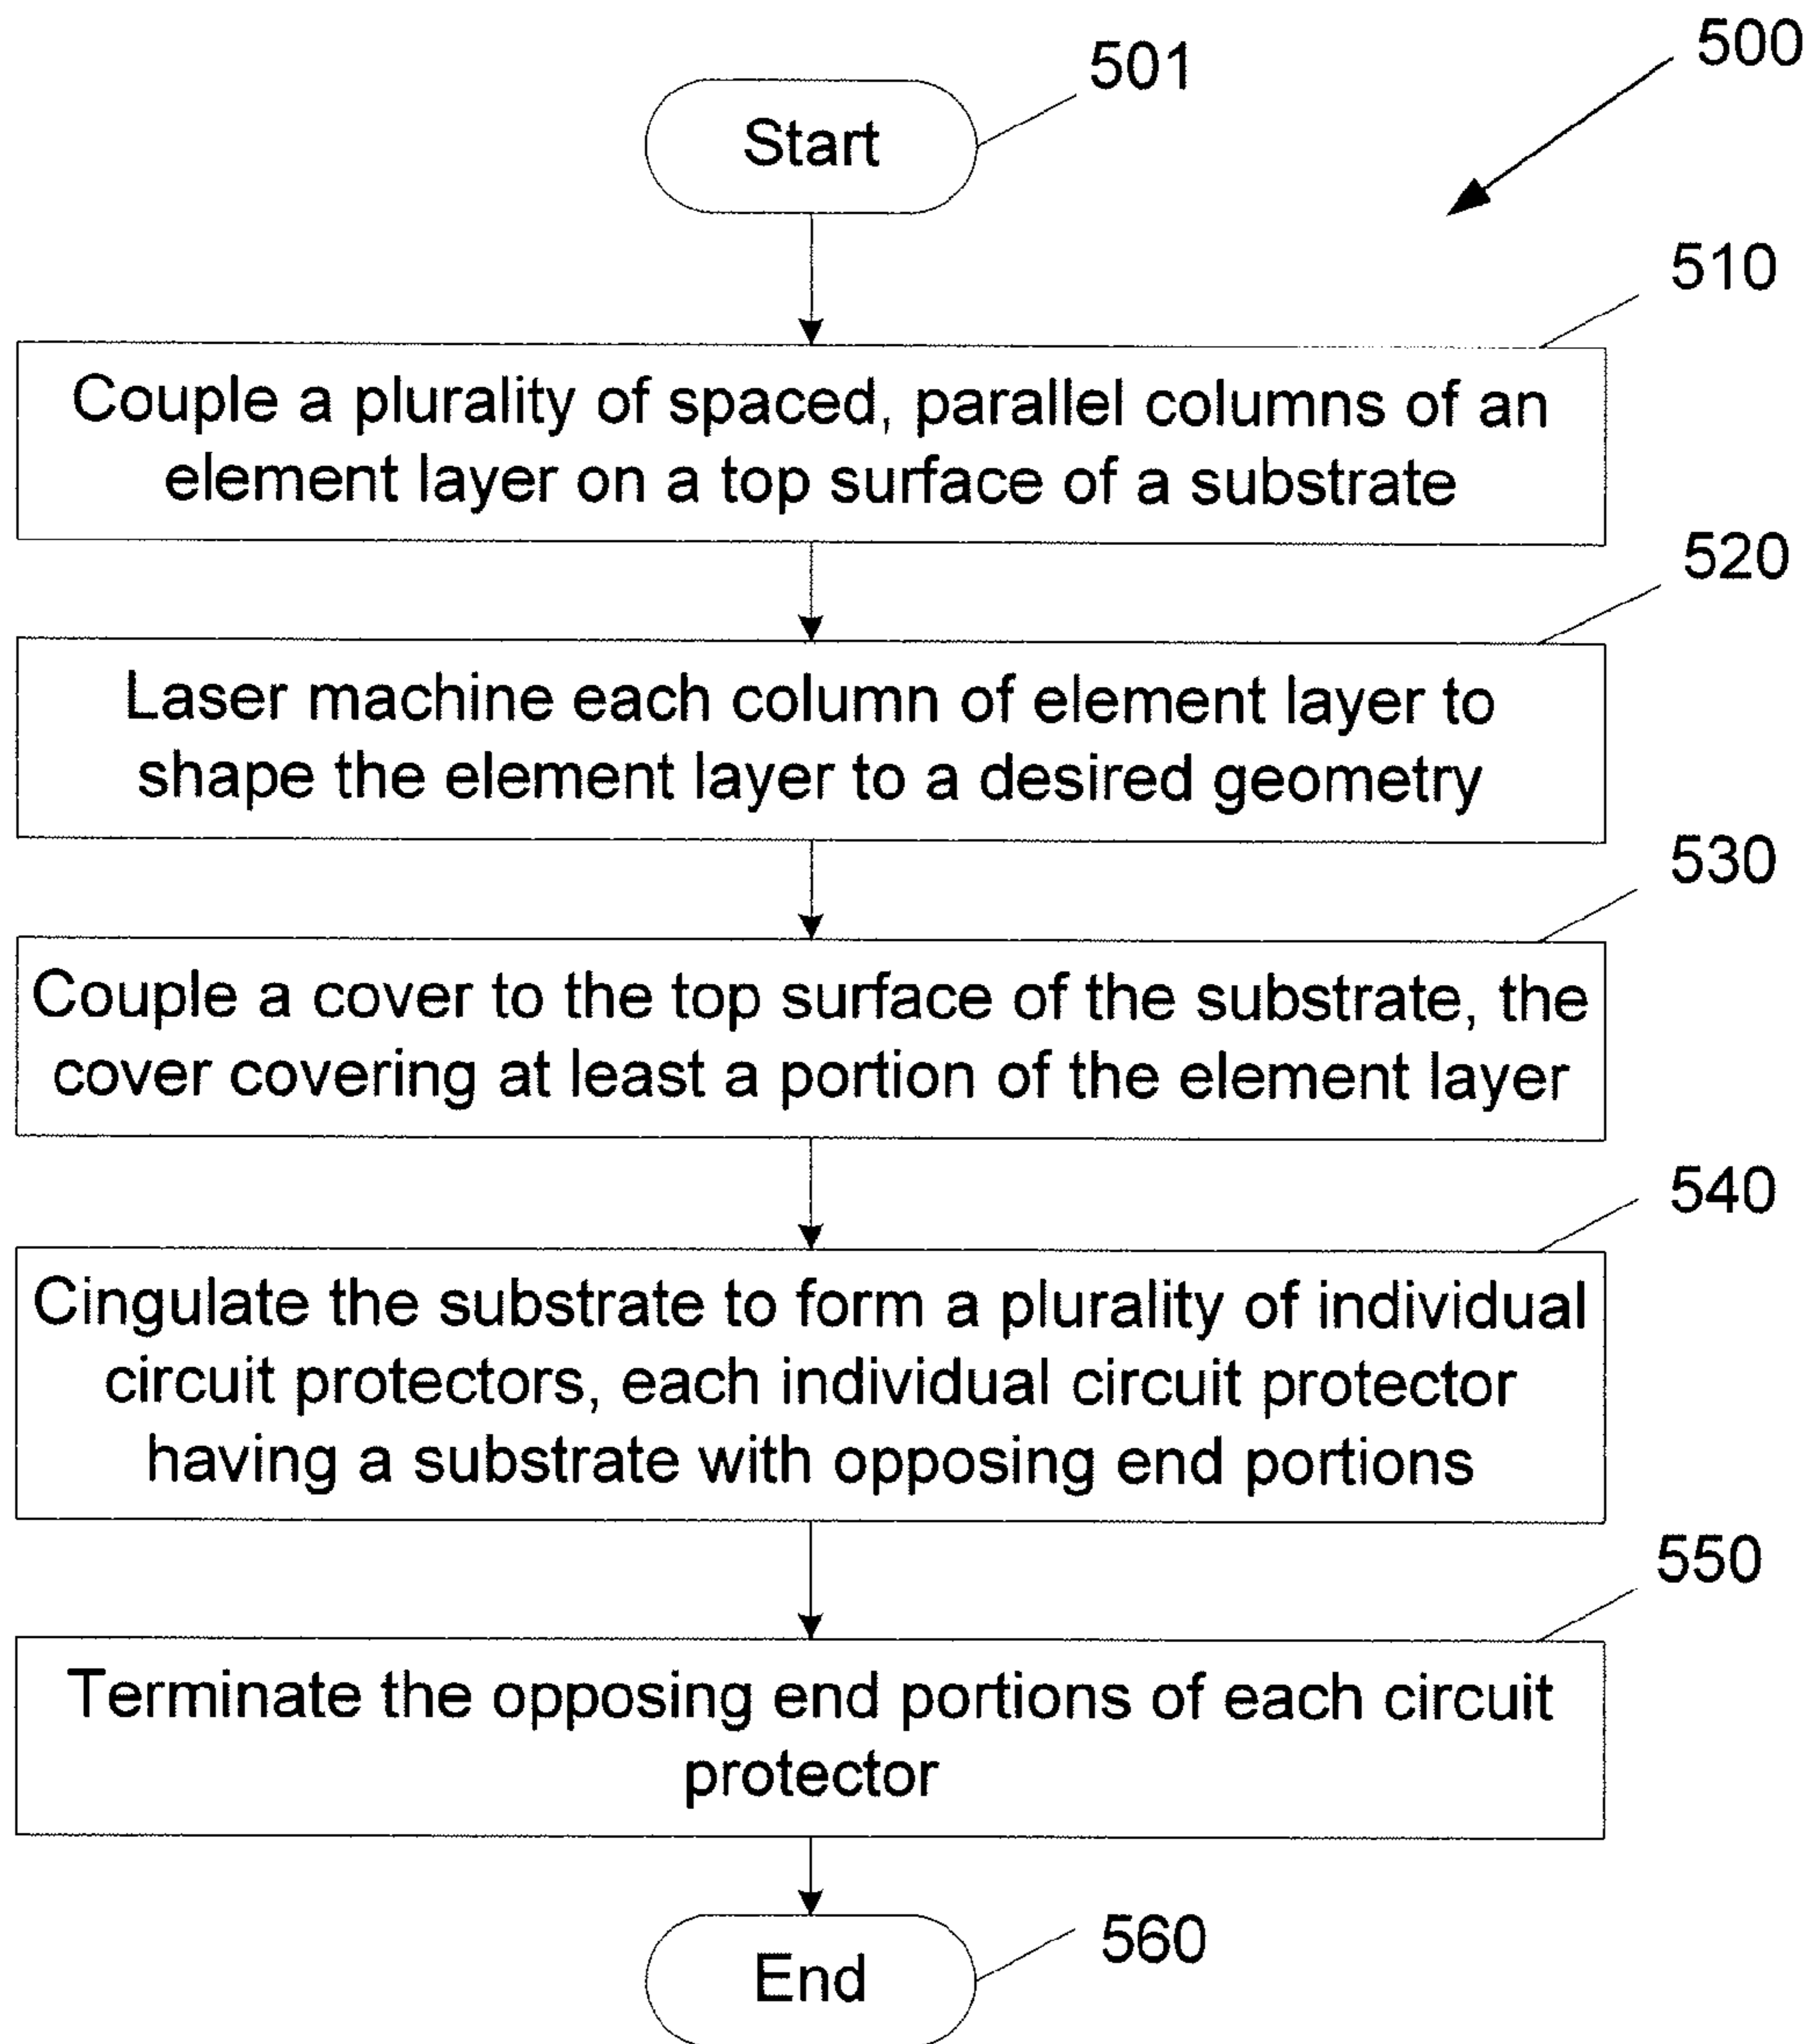 500
501
Start
510
Couple a plurality of spaced, parallel columns of an
element layer on a top surface of a substrate
520
Laser machine each column of element layer to
shape the element layer to a desired geometry
530
Couple a cover to the top surface of the substrate, the
cover covering at least a portion of the element layer
540
Cingulate the substrate to form a plurality of individual
circuit protectors, each individual circuit protector
having a substrate with opposing end portions
550
Terminate the opposing end portions of each circuit
protector
560
End